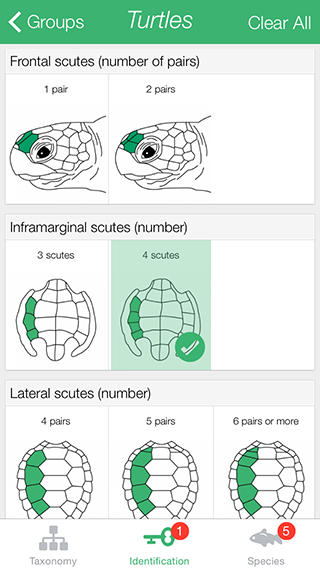 Groups
Turtles
Clear All
Frontal scutes (number of pairs)
1 pair
2 pairs
Inframarginal scutes (number)
3 scutes
4 scutes
Lateral scutes (number)
4 pairs
5 pairs
6 pairs or more
1
5
Taxonomy
Identification
Species